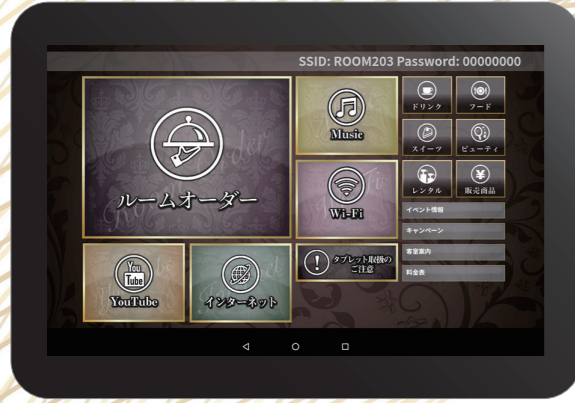 SSID: ROOM203 Password: 00000000
ルームオーダー
Music
ドリンク
フード
スイーツ
ビューティ
Wi-Fi
レンタル
販売商品
イベント情報
キャンペーン
客室案内
料金表
You
Tube
YouTube
インターネット
タブレット取扱の
ご注意